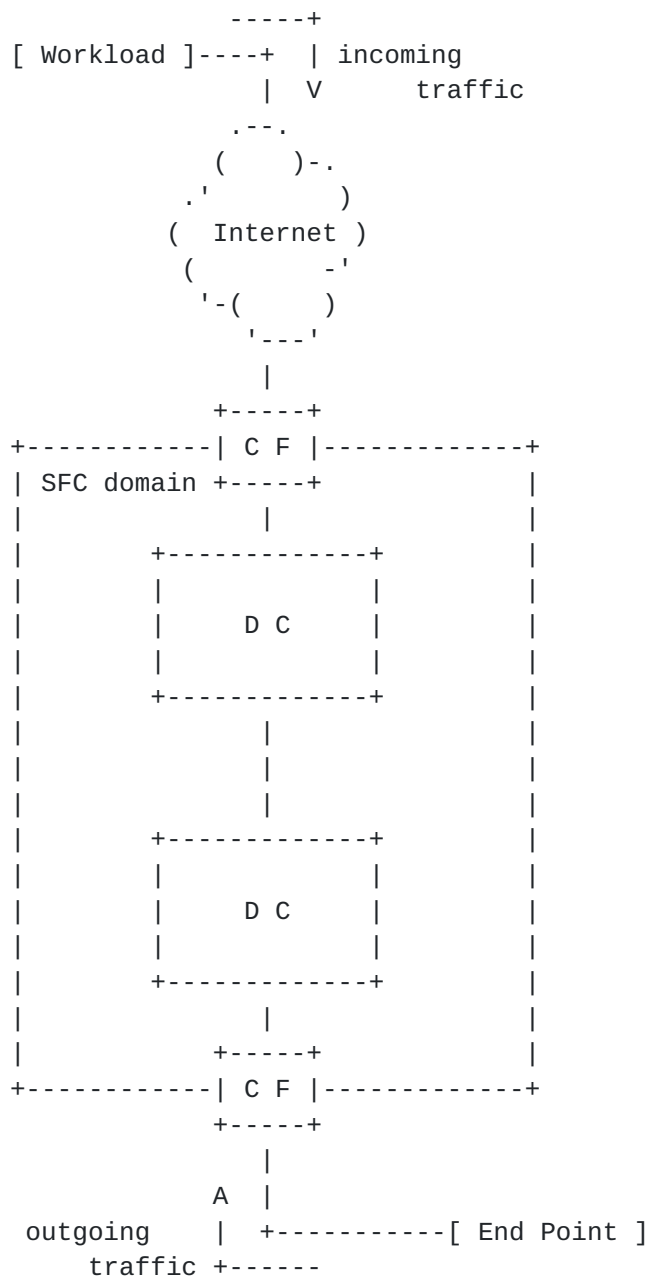 [ Workload ] incoming
V traffic
Internet
C F
SFC domain
D C
D C
C F
A
outgoing [ End Point ]
traffic